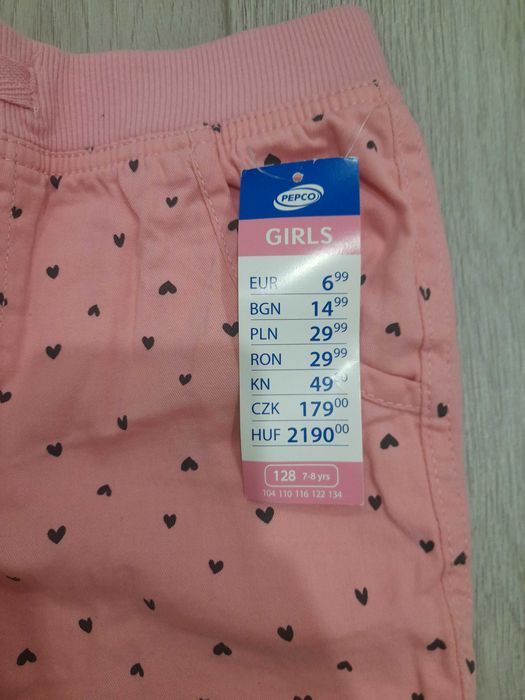 PEPCO
GIRLS
EUR 6 99
BGN 14 99
PLN 29 99
RON 29 99
KN 49
CZK 179 00
HUF 2190 00
128 7-8 yrs
104 110 116 122 134